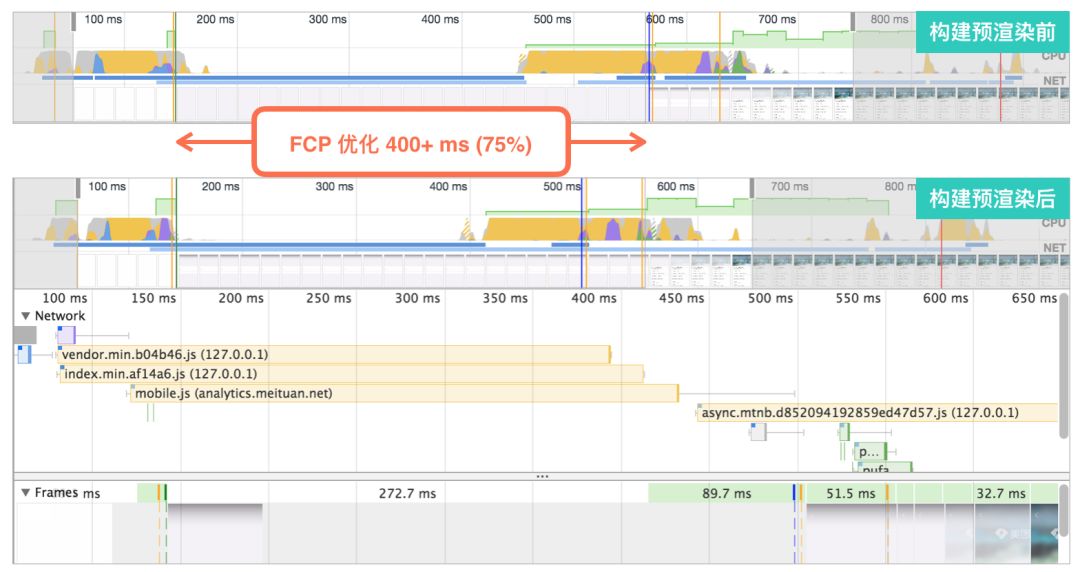 100 ms 200 ms 300 ms 400 ms 500 ms 600 ms 700 ms 800 ms
构建预渲染前
CPU
NET
FCP 优化 400+ ms (75%)
100 ms 200 ms 300 ms 400 ms 500 ms 600 ms 700 ms 800
构建预渲染后
CPU
NET
100 ms 150 ms 200 ms 250 ms 300 ms 350 ms 400 ms 450 ms 500 ms 550 ms 600 ms 650 ms
▼ Network
vendor.min.b04b46.js (127.0.0.1)
index.min.af14a6.js (127.0.0.1)
mobile.js (analytics.meituan.net)
async.mtnb.d852094192859ed47d57.js (127.0.0.1)
p...
pufa
▼ Frames ms 272.7 ms 89.7 ms 51.5 ms 32.7 ms